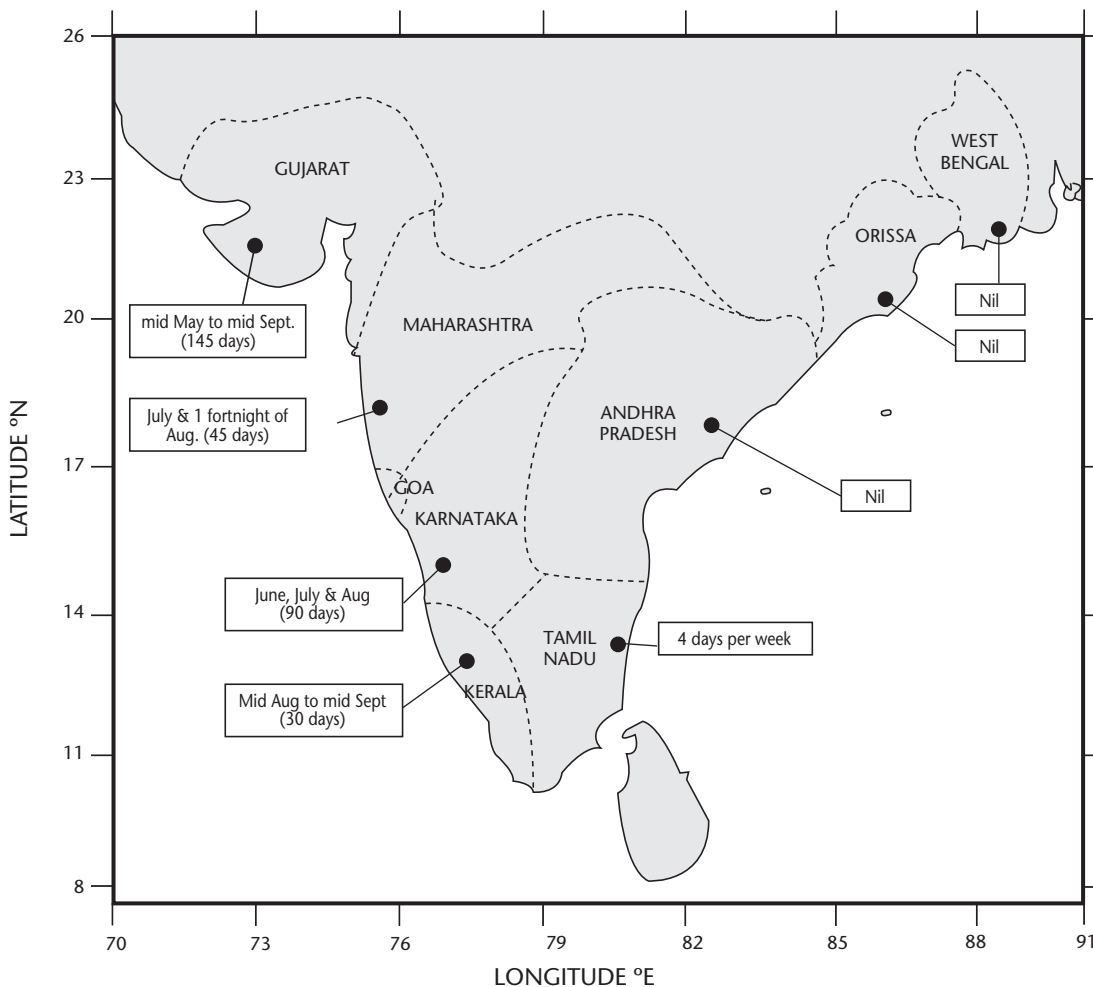 26
23
20
17
14
11
8
LATITUDE ºN
GUJARAT
WEST
BENGAL
ORISSA
mid May to mid Sept.
(145 days)
MAHARASHTRA
Nil
Nil
July & 1 fortnight of
Aug. (45 days)
ANDHRA
PRADESH
GOA
Nil
KARNATAKA
June, July & Aug
(90 days)
TAMIL
NADU
4 days per week
KERALA
Mid Aug to mid Sept
(30 days)
70
73
76
79
82
85
88
91
LONGITUDE ºE